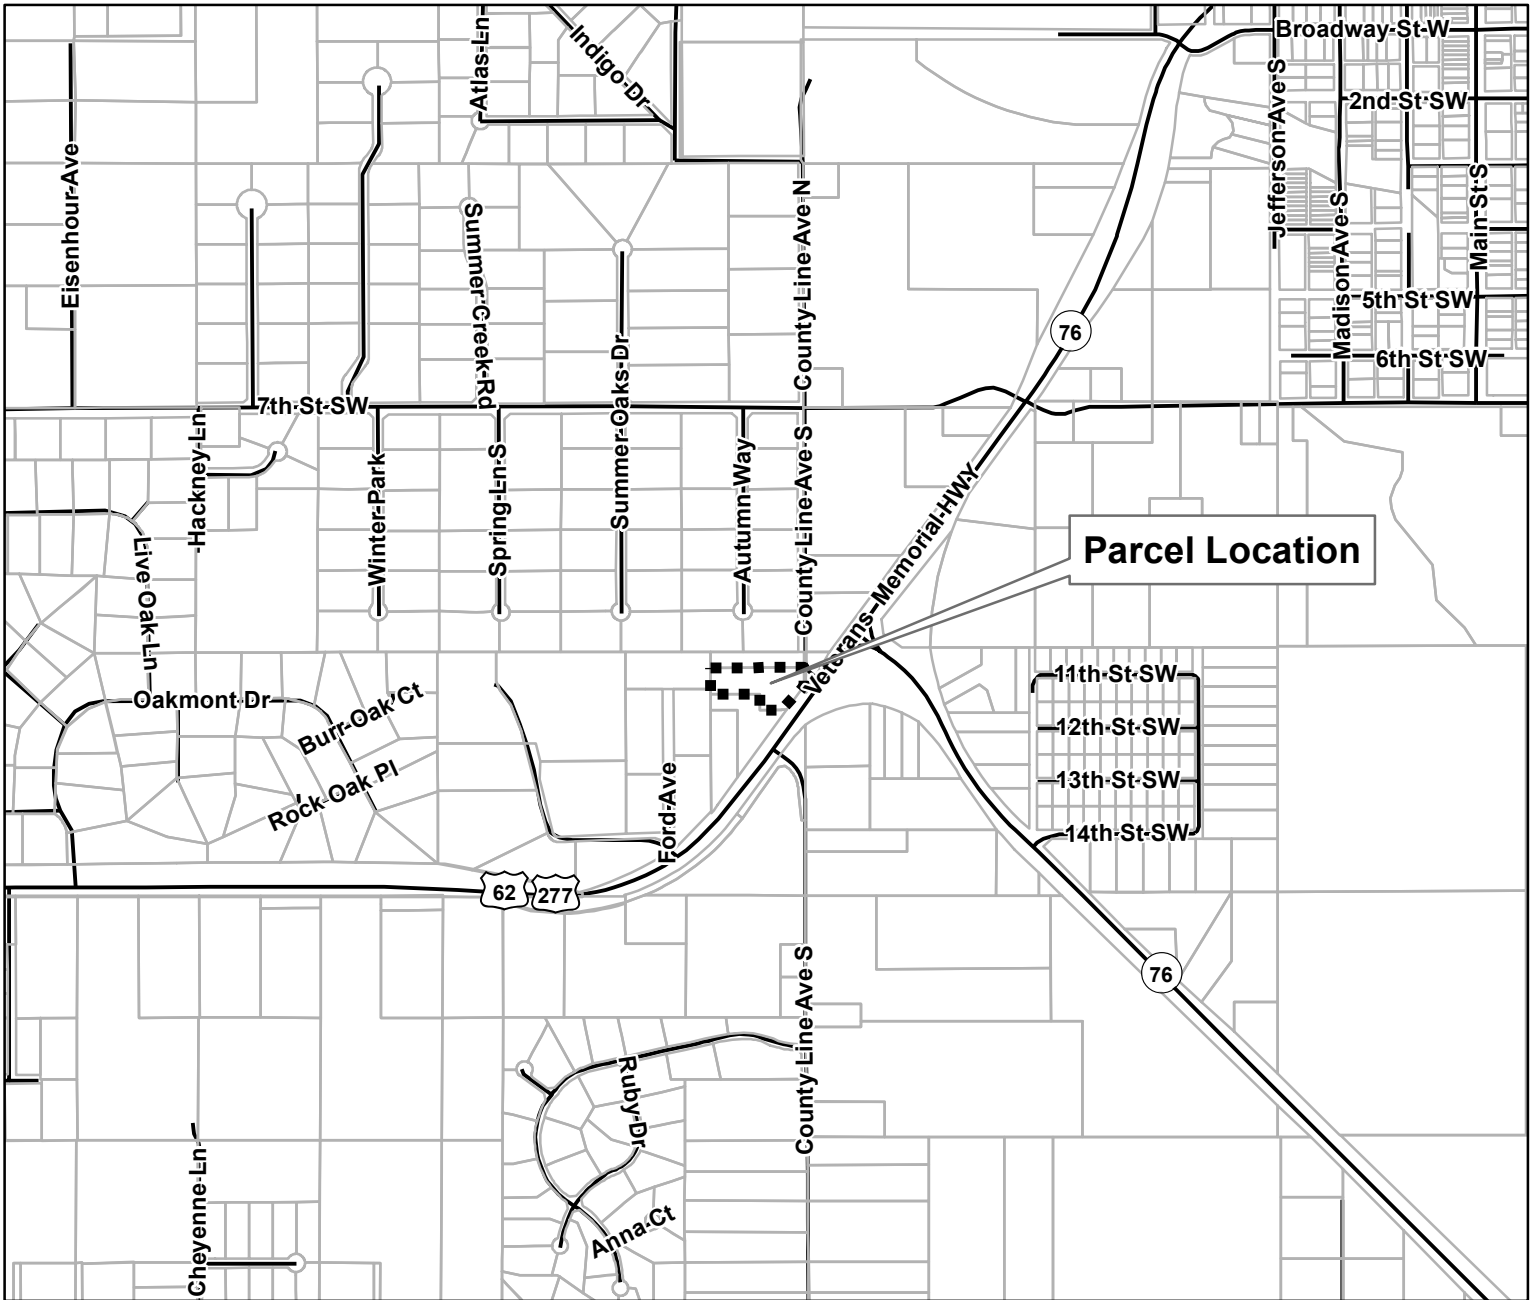 Broadway St W
Atlas Ln
Indigo Dr
Jefferson Ave S
2nd St SW
Eisenhour Ave
County Line Ave N
Main St S
Madison Ave S
Summer Creek Rd
5th St SW
76
Summer Oaks Dr
6th St SW
7th St SW
Hackney Ln
County Line Ave S
Winter Park
Spring Ln S
Autumn Way
Veterans Memorial HWY
Parcel Location
Live Oak Ln
11th St SW
Oakmont Dr
Burr Oak Ct
12th St SW
13th St SW
Rock Oak Pl
Ford Ave
14th St SW
62
277
76
County Line Ave S
Ruby Dr
Cheyenne Ln
Anna Ct